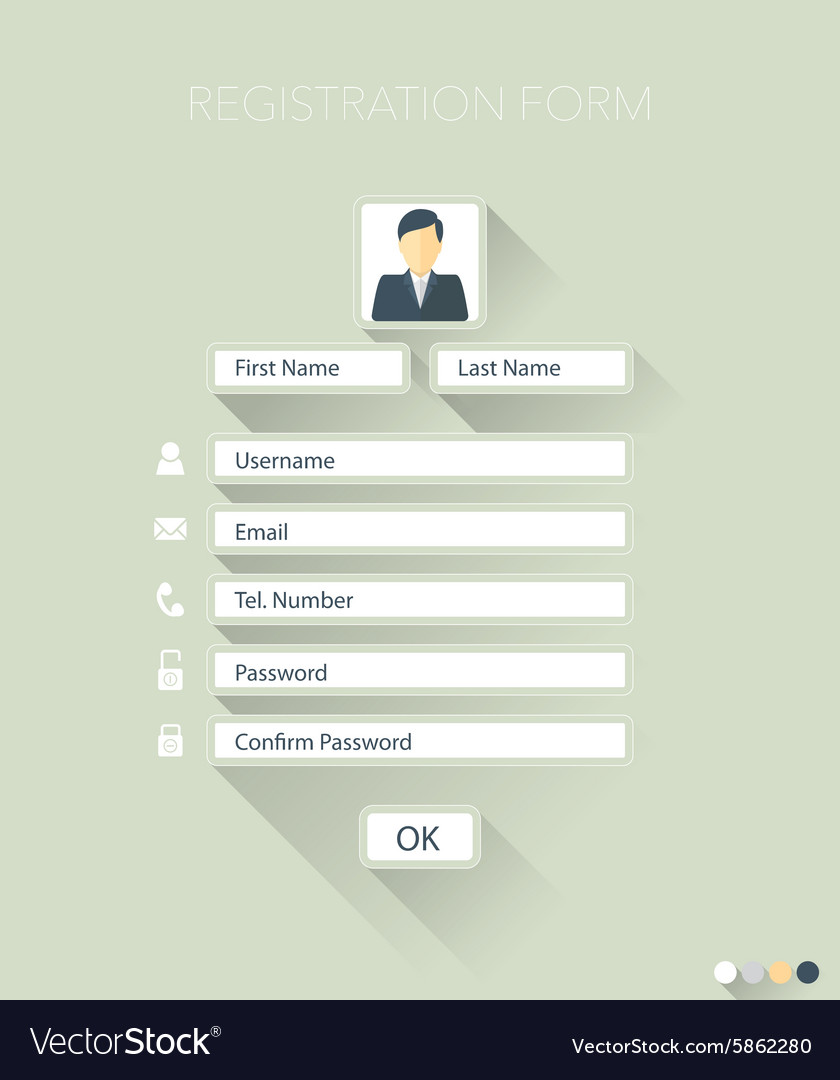 REGISTRATION FORM
First Name Last Name
Username
Email
Tel. Number
Password
Confirm Password
OK
VectorStock® VectorStock.com/5862280